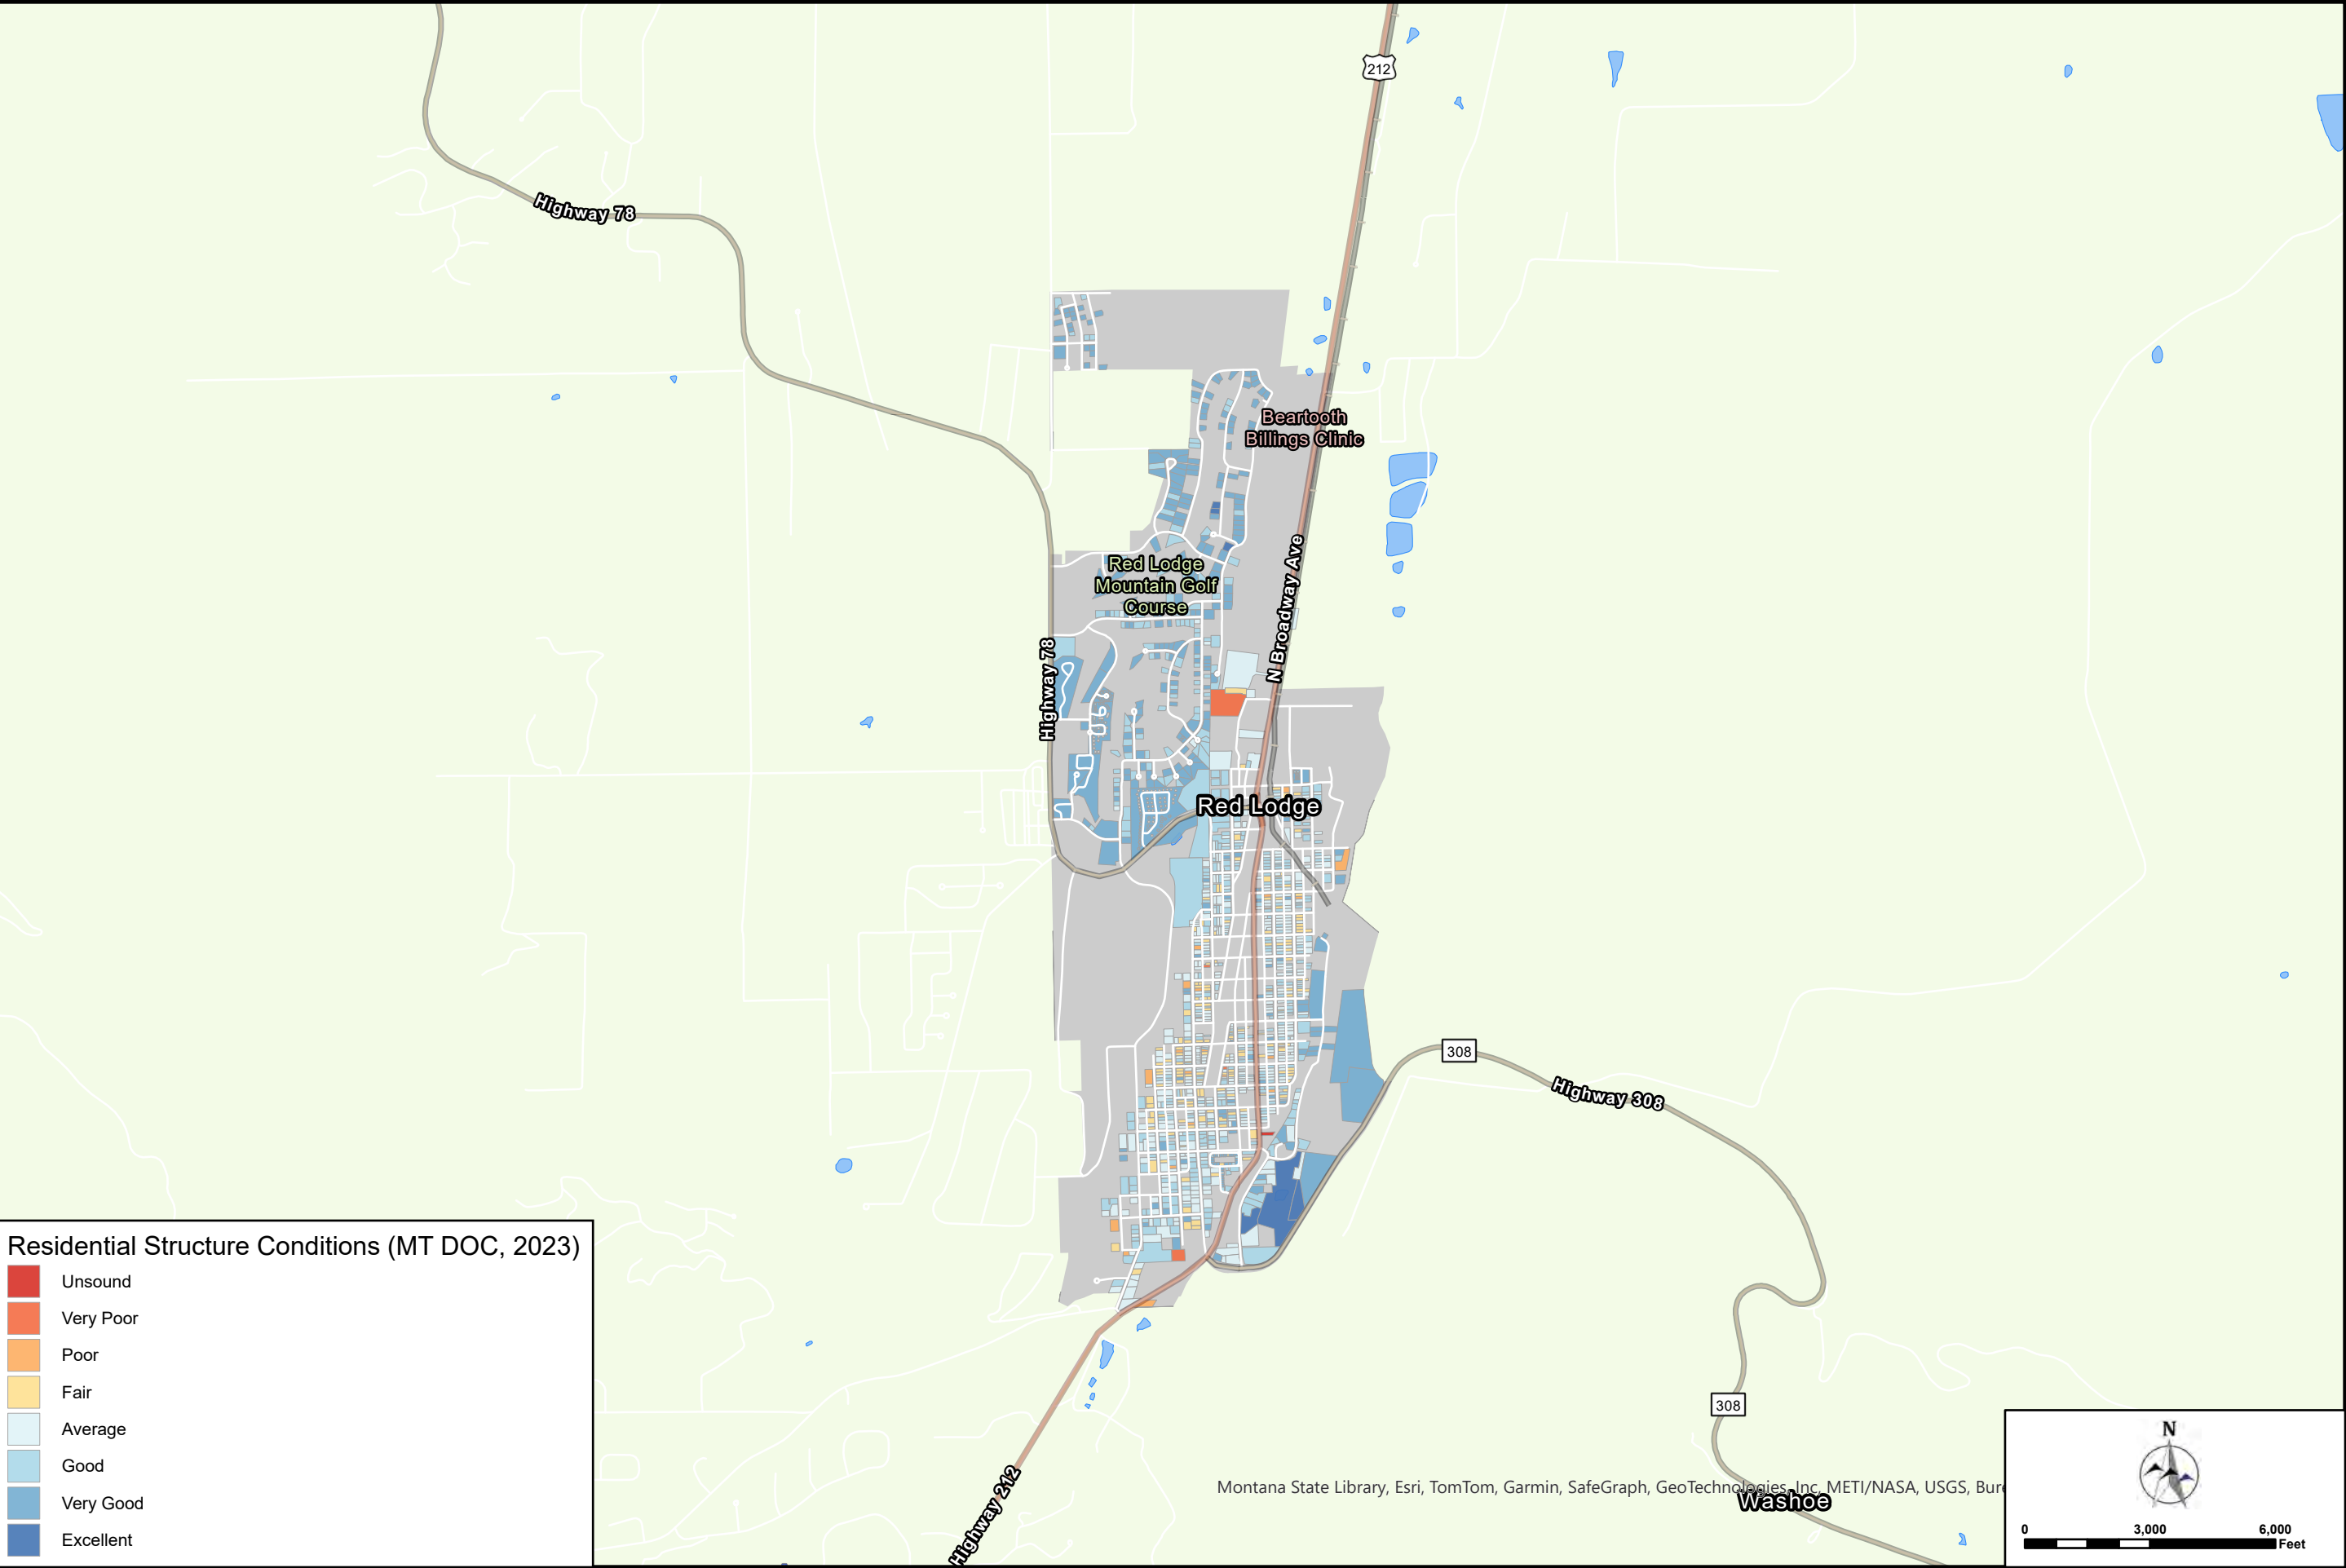 212
Highway 78
Beartooth
Billings Clinic
N Broadway Ave
Red Lodge
Mountain Golf
Course
Highway 78
Red Lodge
308
Highway 308
308
Highway 212
Washoe
Residential Structure Conditions (MT DOC, 2023)
Unsound
Very Poor
Poor
Fair
Average
Good
Very Good
Excellent
Montana State Library, Esri, TomTom, Garmin, SafeGraph, GeoTechnologies, Inc, METI/NASA, USGS, Bure
N
0 3,000 6,000
Feet